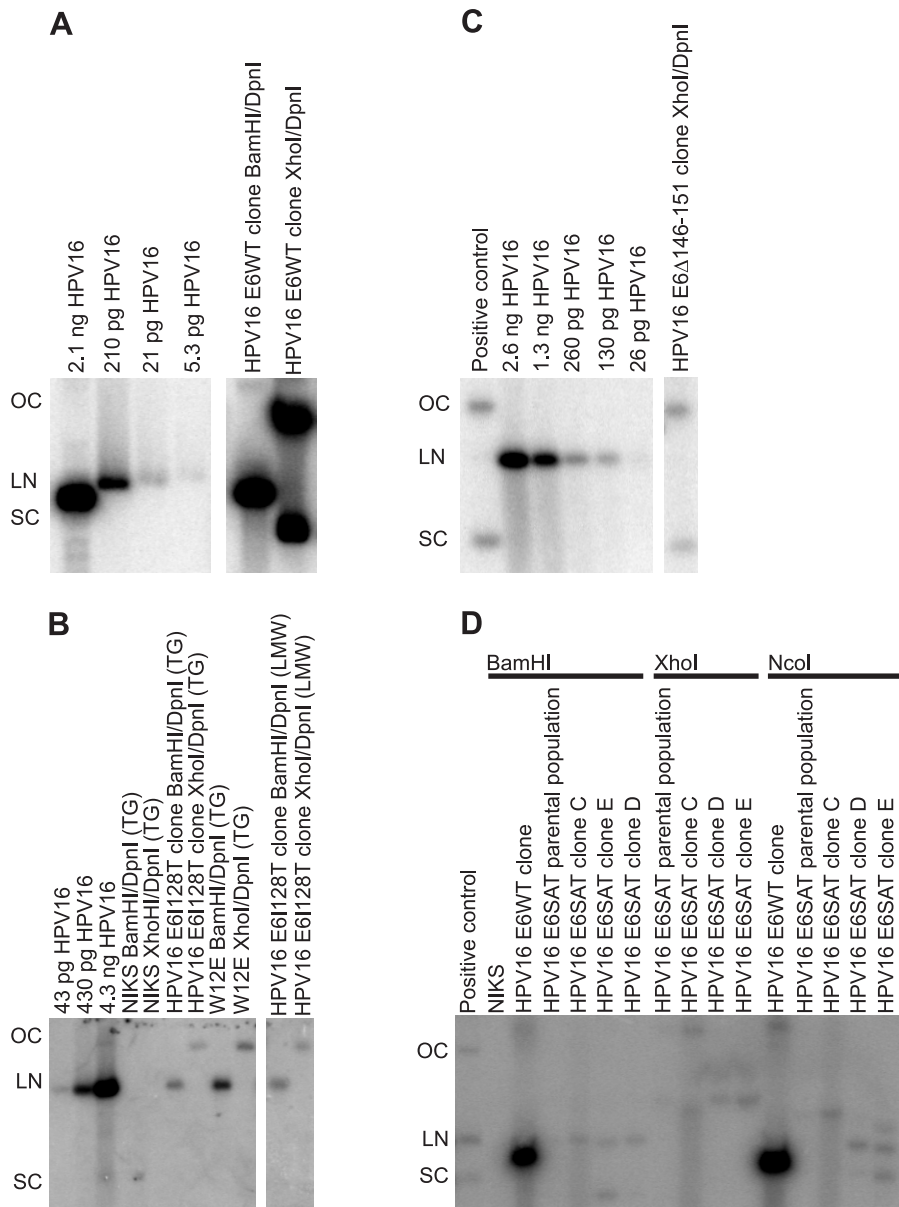 A
2.1 ng HPV16
210 pg HPV16
21 pg HPV16
5.3 pg HPV16
HPV16 E6WT clone BamHI/DpnI
HPV16 E6WT clone XhoI/DpnI
OC
LN
SC
C
Positive control
2.6 ng HPV16
1.3 ng HPV16
260 pg HPV16
130 pg HPV16
26 pg HPV16
HPV16 E6Δ146-151 clone XhoI/DpnI
OC
LN
SC
B
43 pg HPV16
430 pg HPV16
4.3 ng HPV16
NIKS BamHI/DpnI (TG)
NIKS XhoHI/DpnI (TG)
HPV16 E6I128T clone BamHI/DpnI (TG)
HPV16 E6I128T clone XhoI/DpnI (TG)
W12E BamHI/DpnI (TG)
W12E XhoI/DpnI (TG)
HPV16 E6I128T clone BamHI/DpnI (LMW)
HPV16 E6I128T clone XhoI/DpnI (LMW)
OC
LN
SC
D
BamHI
XhoI
NcoI
Positive control
NIKS
HPV16 E6WT clone
HPV16 E6SAT parental population
HPV16 E6SAT clone C
HPV16 E6SAT clone E
HPV16 E6SAT clone D
HPV16 E6SAT parental population
HPV16 E6SAT clone C
HPV16 E6SAT clone D
HPV16 E6SAT clone E
HPV16 E6WT clone
HPV16 E6SAT parental population
HPV16 E6SAT clone C
HPV16 E6SAT clone D
HPV16 E6SAT clone E
OC
LN
SC